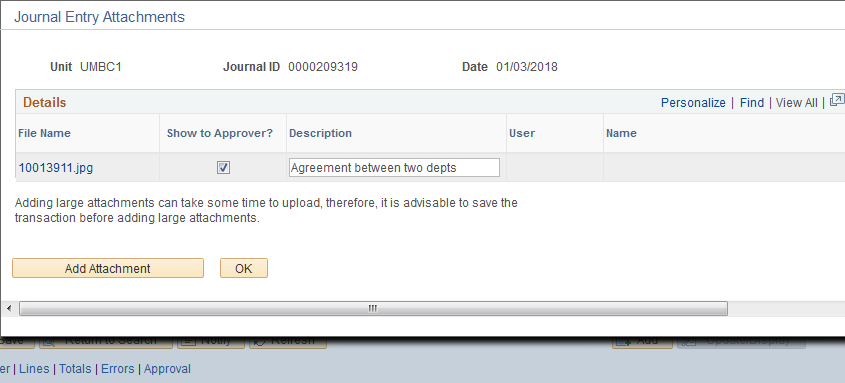 Journal Entry Attachments
Unit UMBC1 Journal ID 0000209319 Date 01/03/2018
Details Personalize | Find | View All |
File Name Show to Approver? Description User Name
10013911.jpg Agreement between two depts
Adding large attachments can take some time to upload, therefore, it is advisable to save the
transaction before adding large attachments.
Add Attachment OK
Return to Search Notify Refresh Add Update/Display
er | Lines | Totals | Errors | Approval